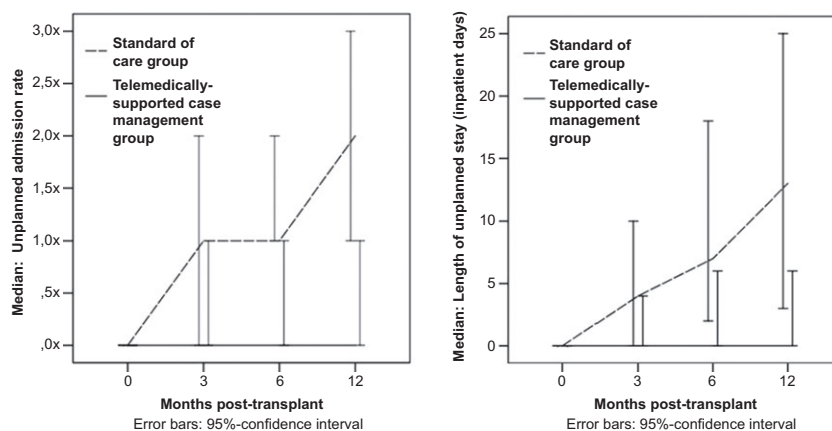 Median: Unplanned admission rate
3,0x
2,5x
2,0x
1,5x
1,0x
,5x
,0x
Standard of
care group
Telemedically-
supported case
management
group
0 3 6 12
Months post-transplant
Error bars: 95%-confidence interval
Median: Length of unplanned stay (inpatient days)
25
20
15
10
5
0
Standard of
care group
Telemedically-
supported case
management
group
0 3 6 12
Months post-transplant
Error bars: 95%-confidence interval